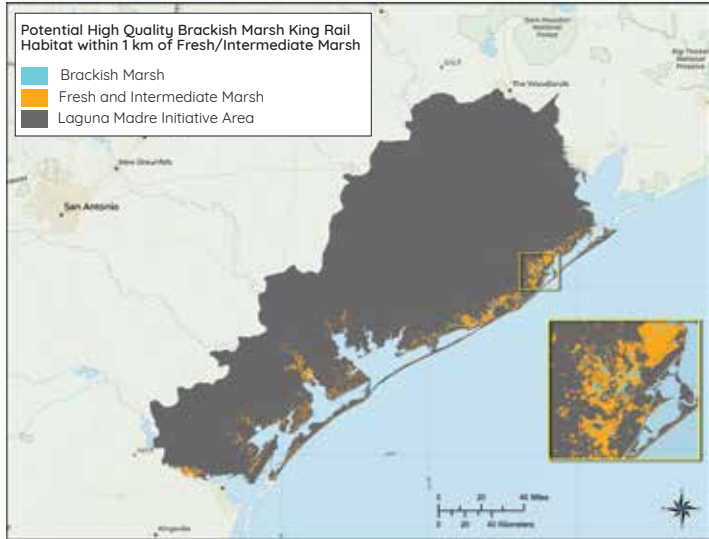 Potential High Quality Brackish Marsh King Rail
Habitat within 1 km of Fresh/Intermediate Marsh
Brackish Marsh
Fresh and Intermediate Marsh
Laguna Madre Initiative Area
Sam Houston
National
Forest
Big Thicket
National
Preserve
The Woodlands
New Braunfels
San Antonio
Kingsville
0 20 40 Miles
0 20 40 Kilometers